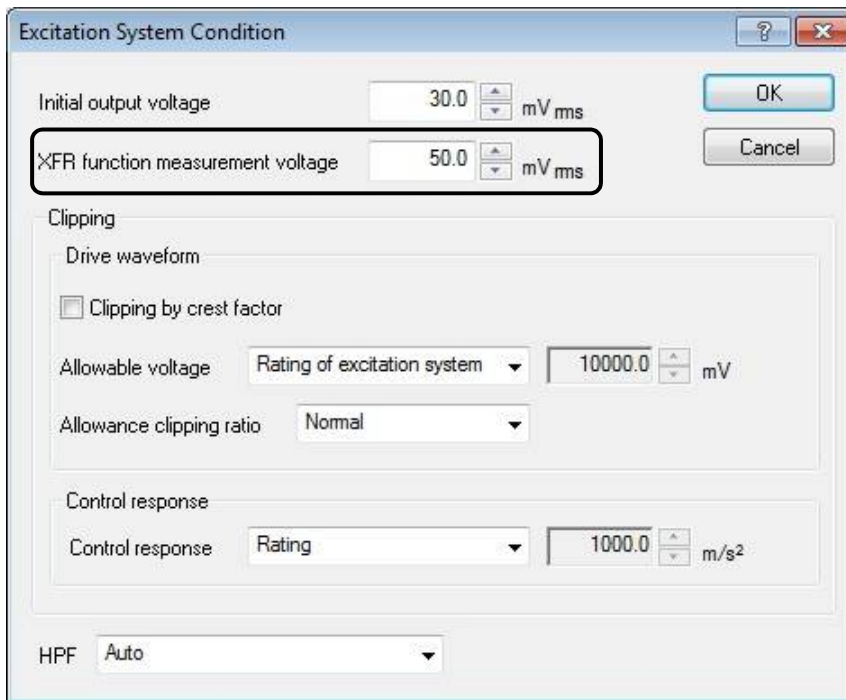 Excitation System Condition
Initial output voltage 30.0 mV rms
OK
XFR function measurement voltage 50.0 mV rms
Cancel
Clipping
Drive waveform
Clipping by crest factor
Allowable voltage Rating of excitation system 10000.0 mV
Allowance clipping ratio Normal
Control response
Control response Rating 1000.0 m/s²
HPF Auto